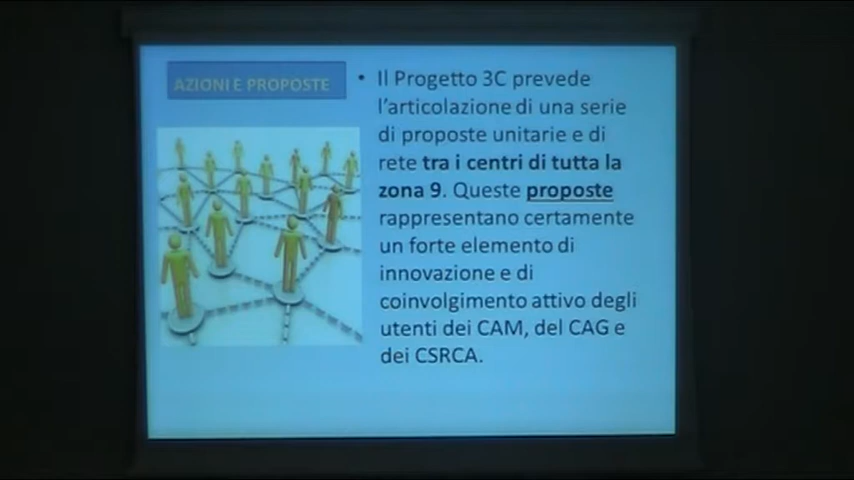 AZIONI E PROPOSTE
• Il Progetto 3C prevede
l'articolazione di una serie
di proposte unitarie e di
rete tra i centri di tutta la
zona 9. Queste proposte
rappresentano certamente
un forte elemento di
innovazione e di
coinvolgimento attivo degli
utenti dei CAM, del CAG e
dei CSRCA.